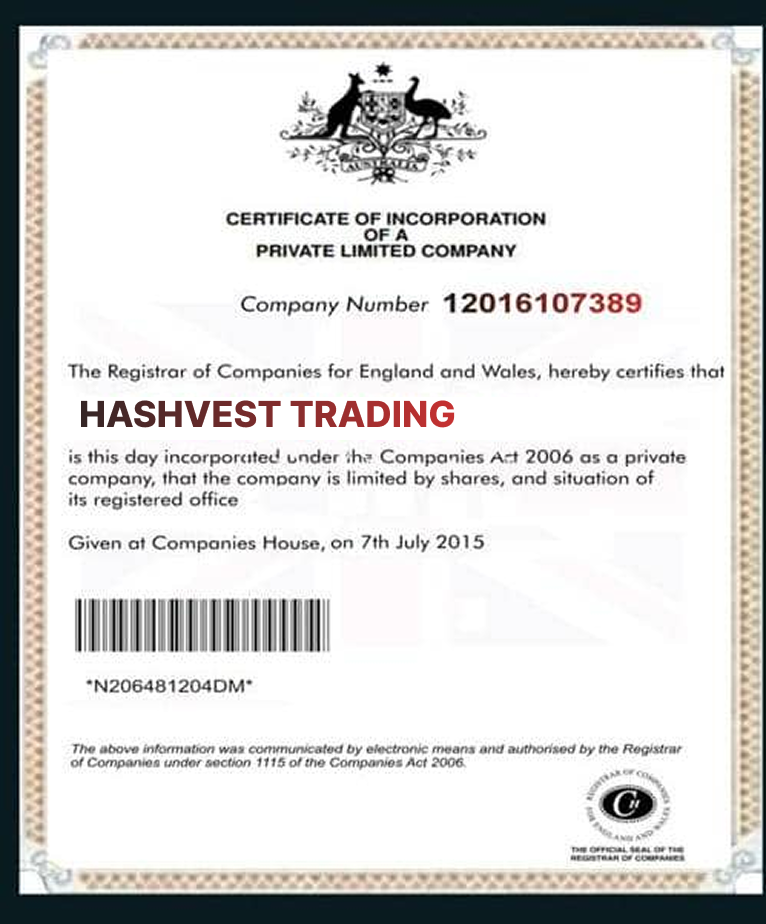 AUSTRALIA
CERTIFICATE OF INCORPORATION
OF A
PRIVATE LIMITED COMPANY
Company Number 12016107389
The Registrar of Companies for England and Wales, hereby certifies that
HASHVEST TRADING
is this day incorporated under the Companies Act 2006 as a private
company, that the company is limited by shares, and situation of
its registered office
Given at Companies House, on 7th July 2015
*N206481204DM*
The above information was communicated by electronic means and authorised by the Registrar
of Companies under section 1115 of the Companies Act 2006.
REGISTRAR OF COMPANIES
FOR ENGLAND AND WALES
CH
THE OFFICIAL SEAL OF THE
REGISTRAR OF COMPANIES